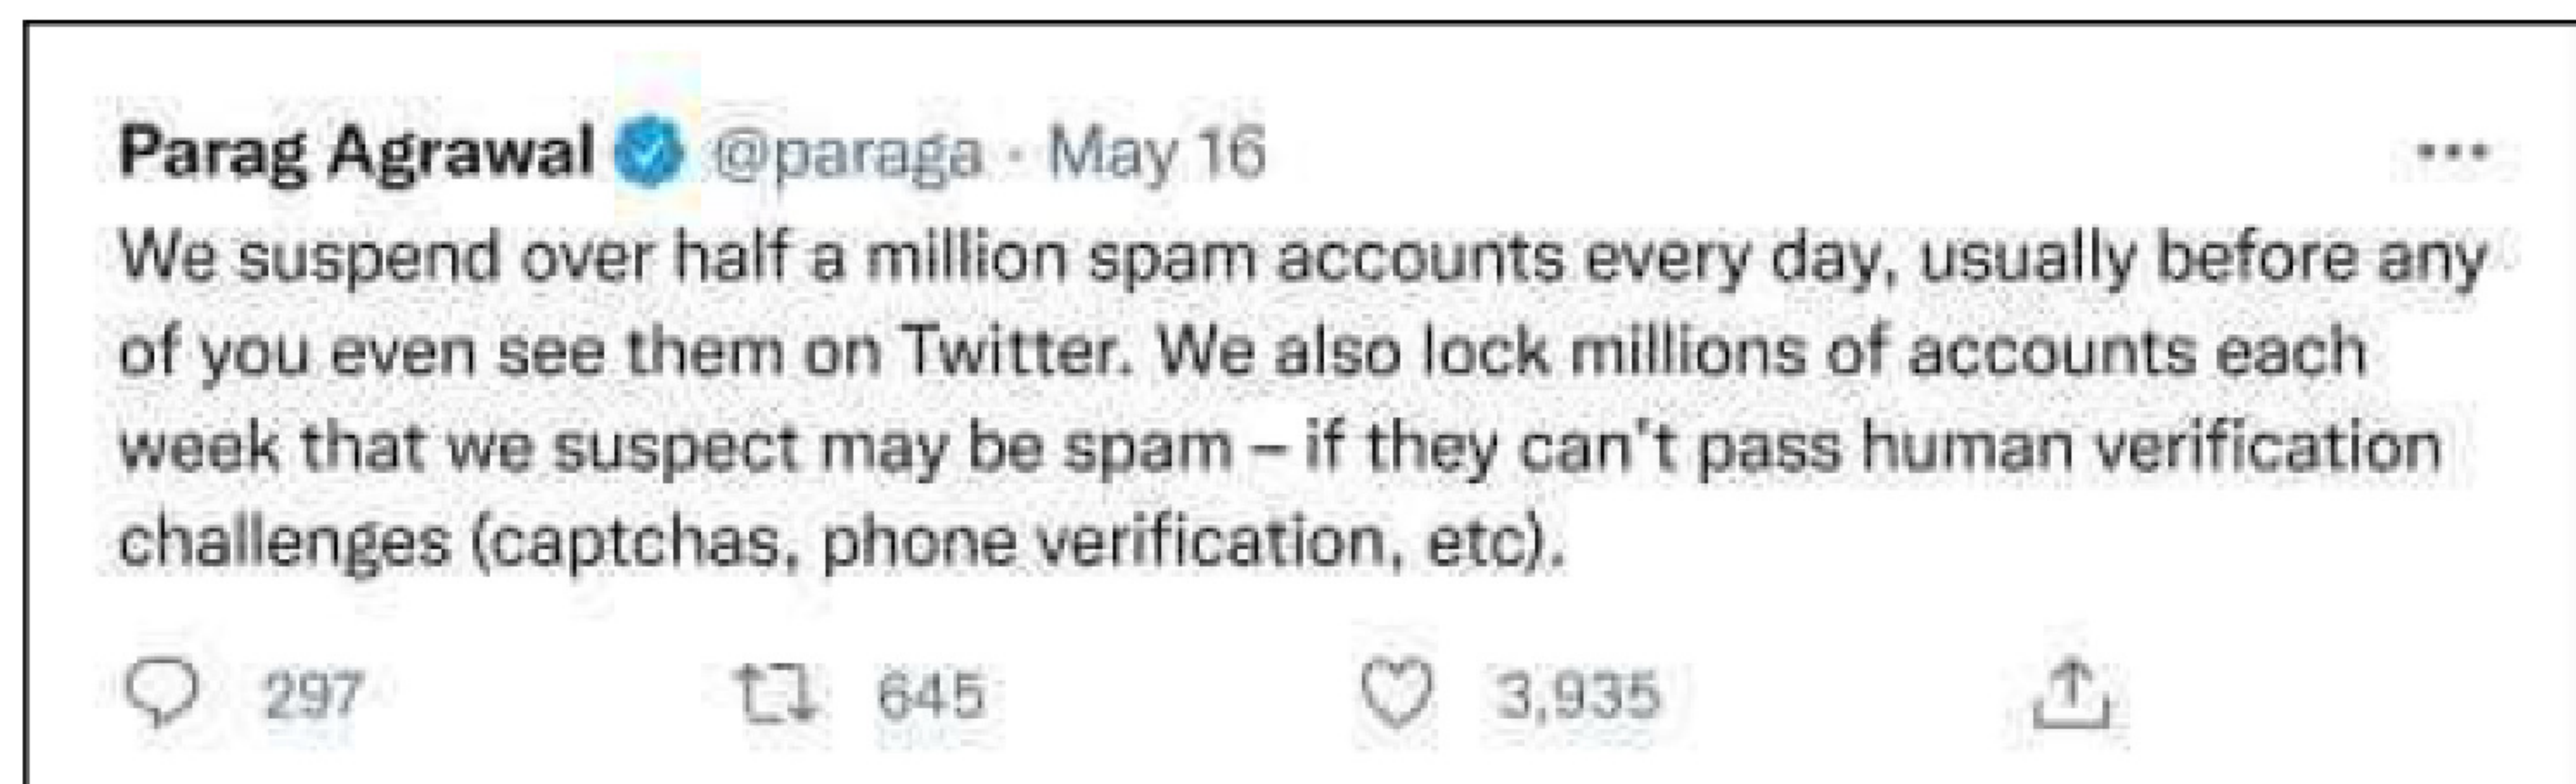 Parag Agrawal @paraga · May 16
We suspend over half a million spam accounts every day, usually before any
of you even see them on Twitter. We also lock millions of accounts each
week that we suspect may be spam – if they can't pass human verification
challenges (captchas, phone verification, etc).
297 645 3,935